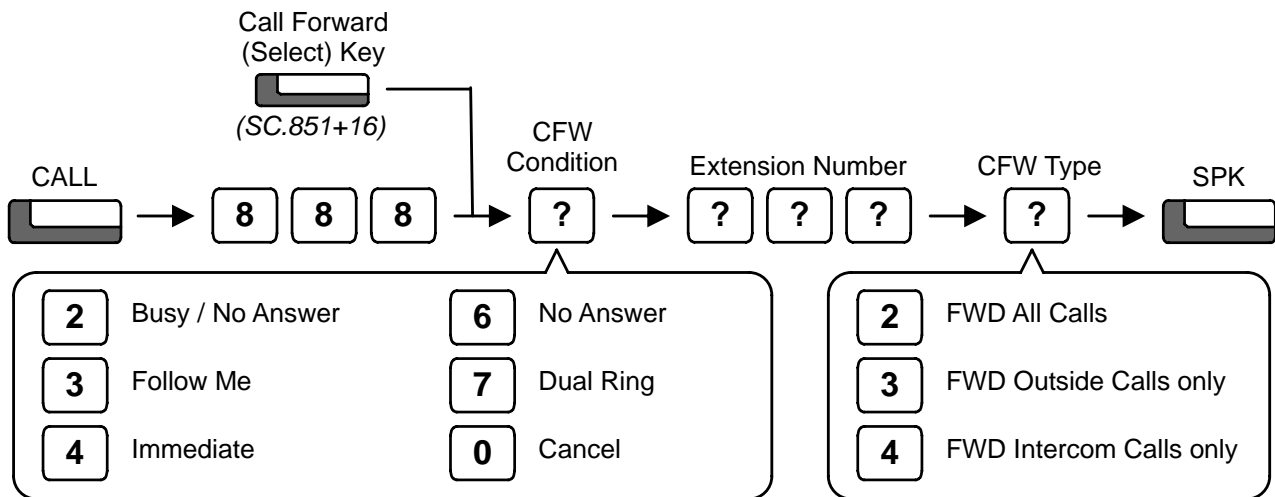 Call Forward
(Select) Key
(SC.851+16)
CFW
Condition
Extension Number
CFW Type
SPK
CALL
8 8 8 ? ? ? ? ?
2 Busy / No Answer
6 No Answer
3 Follow Me
7 Dual Ring
4 Immediate
0 Cancel
2 FWD All Calls
3 FWD Outside Calls only
4 FWD Intercom Calls only